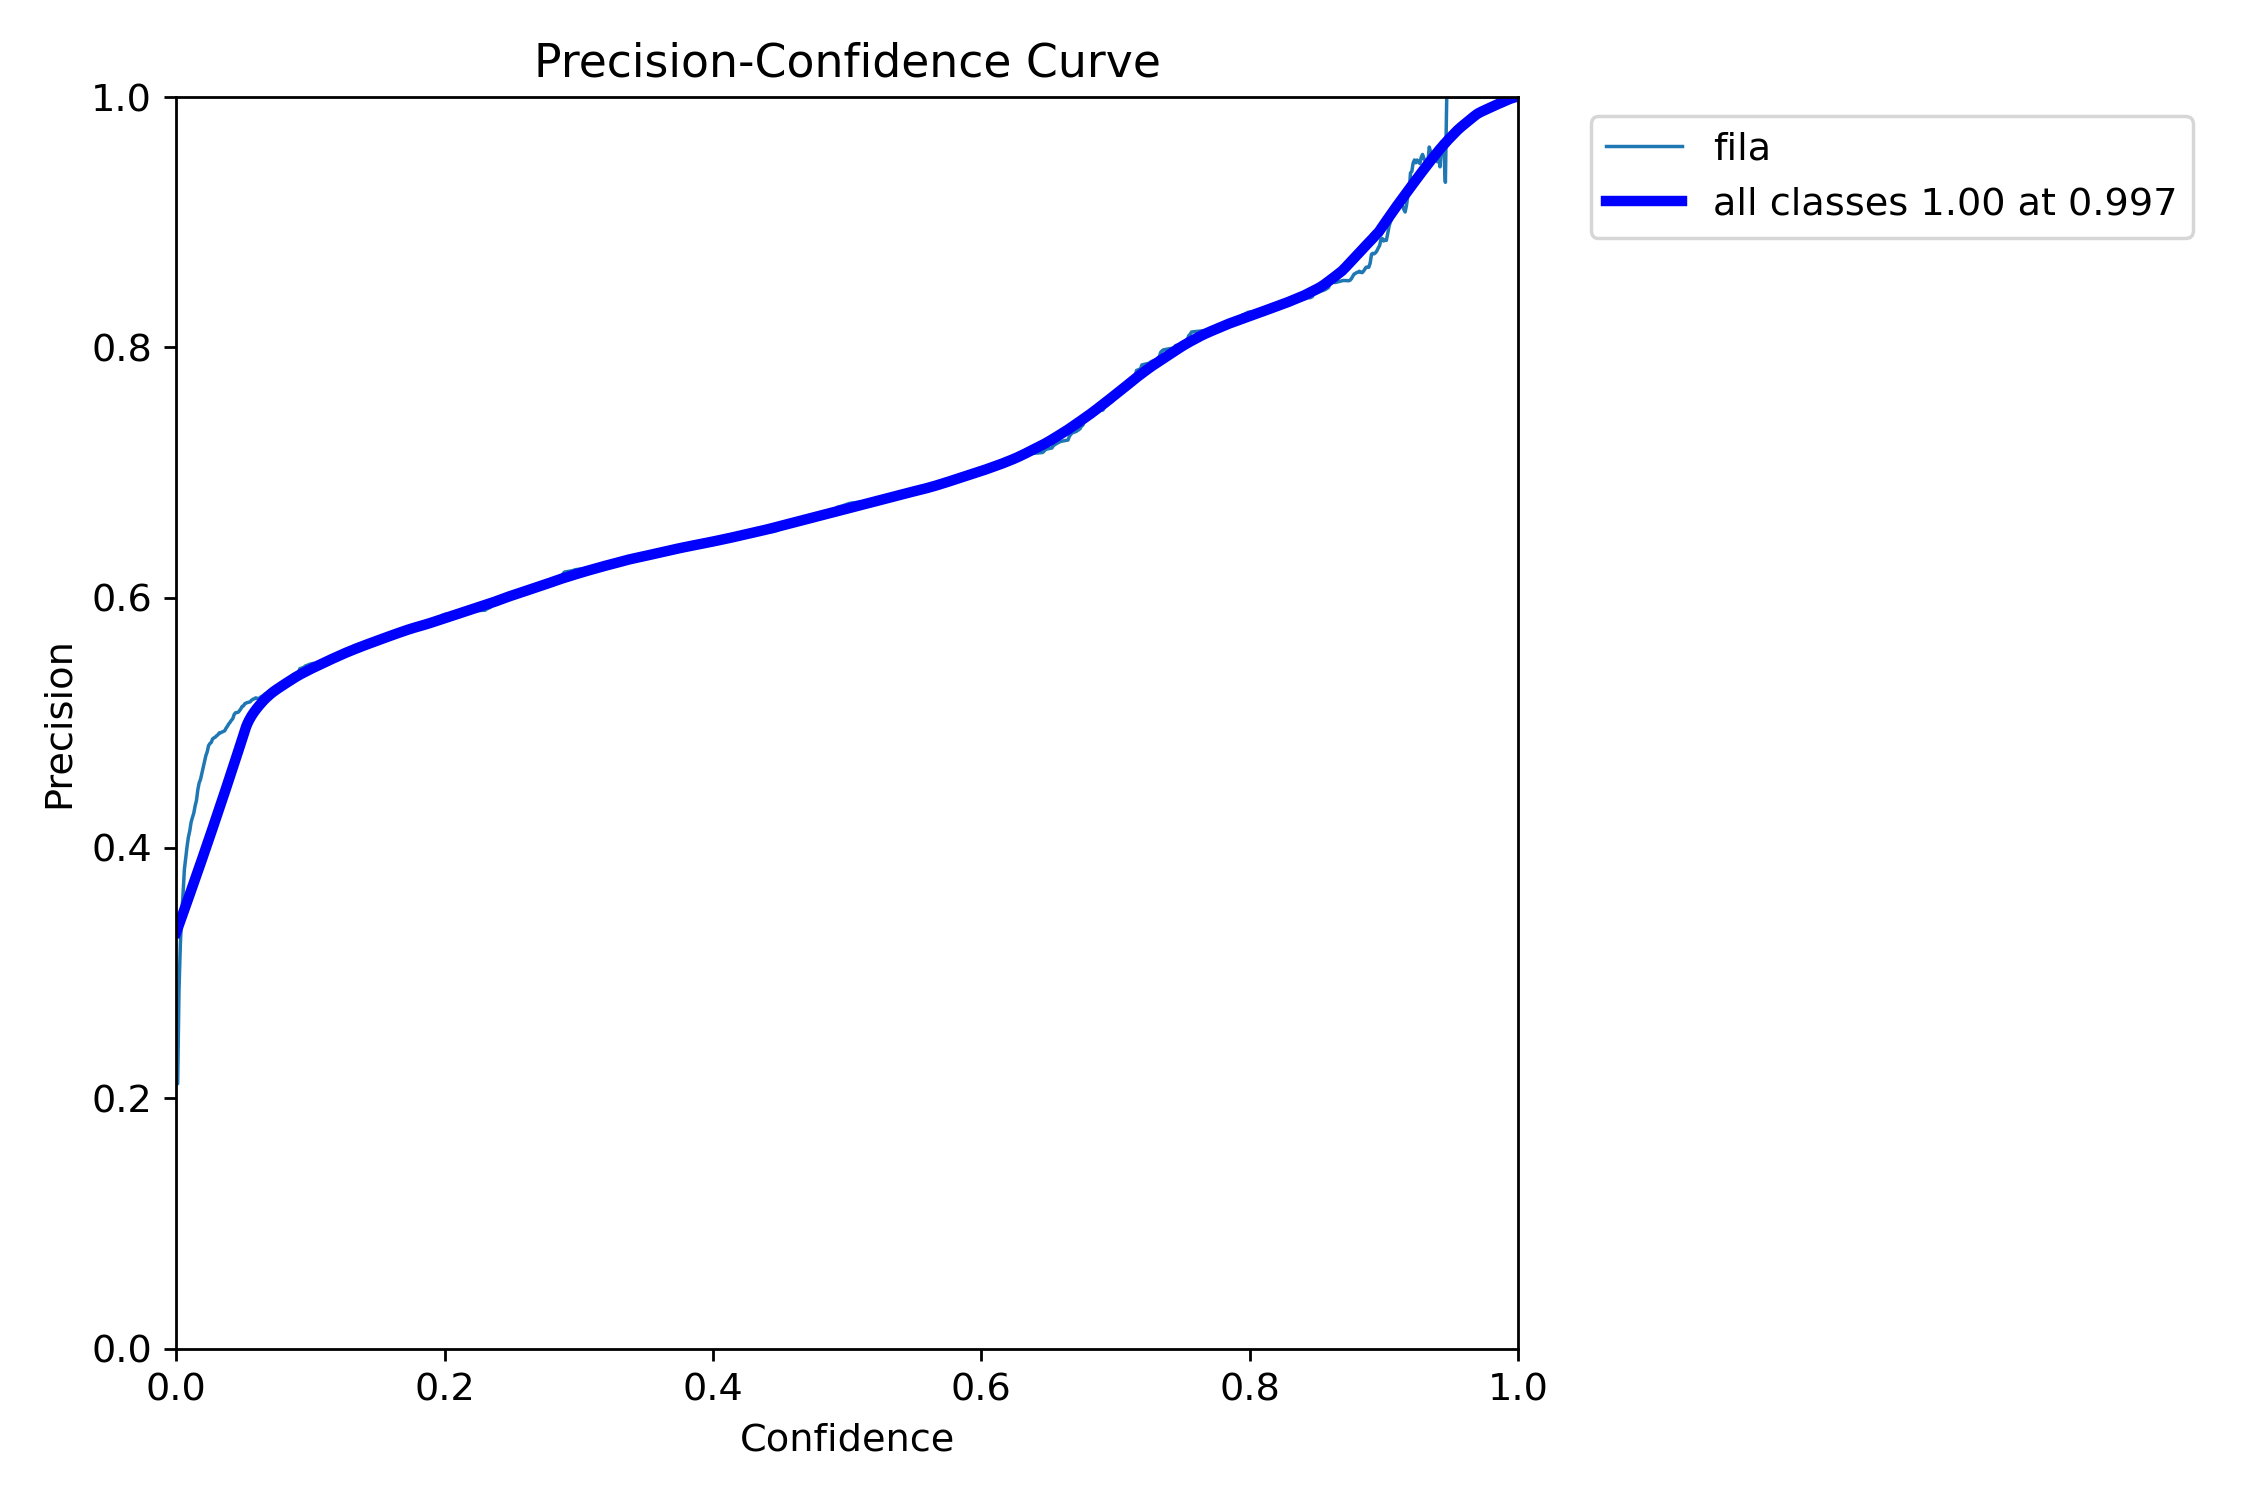 Precision-Confidence Curve
1.0
0.8
0.6
0.4
0.2
0.0
Precision
0.0 0.2 0.4 0.6 0.8 1.0
Confidence
fila
all classes 1.00 at 0.997